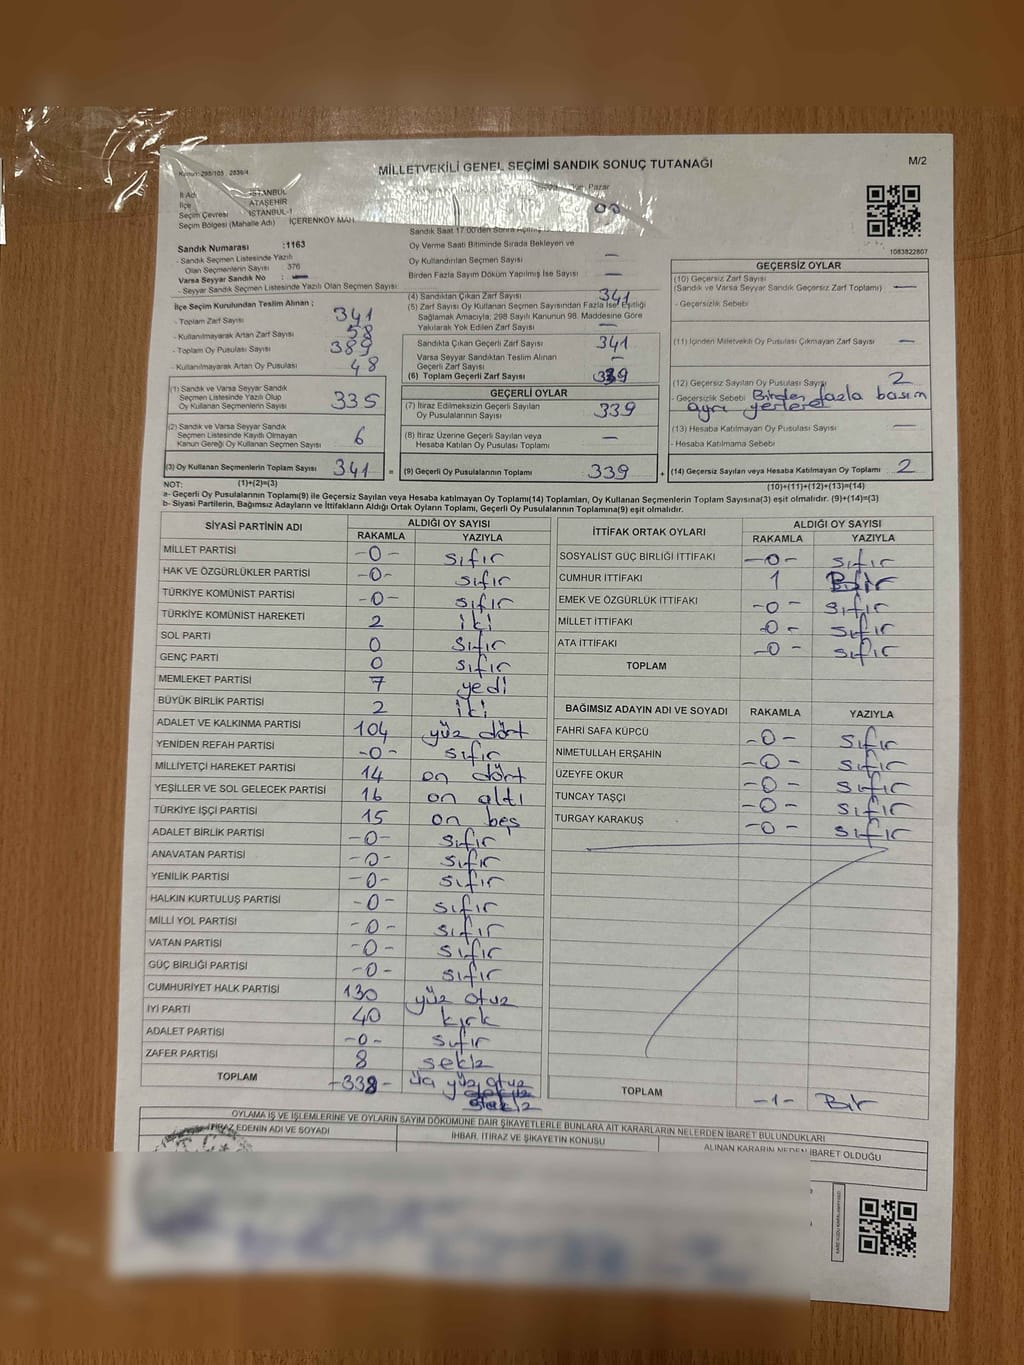 Kanun: 298/105 2839/4
MİLLETVEKİLİ GENEL SEÇİMİ SANDIK SONUÇ TUTANAĞI
M/2
Pazar
İl Adı : İSTANBUL
İlçe ATAŞEHİR
Seçim Çevresi İSTANBUL-1
Seçim Bölgesi (Mahalle Adı) İÇERENKÖY MAH.
1083822807
Sandık Numarası :1163
- Sandık Seçmen Listesinde Yazılı
Olan Seçmenlerin Sayısı : 376
Varsa Seyyar Sandık No : —
- Seyyar Sandık Seçmen Listesinde Yazılı Olan Seçmen Sayısı
İlçe Seçim Kurulundan Teslim Alınan ;
- Toplam Zarf Sayısı 341
- Kullanılmayarak Artan Zarf Sayısı 58
- Toplam Oy Pusulası Sayısı 389
- Kullanılmayarak Artan Oy Pusulası 48
(1) Sandık ve Varsa Seyyar Sandık
Seçmen Listesinde Yazılı Olup
Oy Kullanan Seçmenlerin Sayısı 335
(2) Sandık ve Varsa Seyyar Sandık
Seçmen Listesinde Kayıtlı Olmayan
Kanun Gereği Oy Kullanan Seçmen Sayısı 6
(3) Oy Kullanan Seçmenlerin Toplam Sayısı 341 =
Sandık Saat 17.00'den Sonra
Oy Verme Saati Bitiminde Sırada Bekleyen ve
Oy Kullandırılan Seçmen Sayısı —
Birden Fazla Sayım Döküm Yapılmış İse Sayısı —
(4) Sandıktan Çıkan Zarf Sayısı 341
(5) Zarf Sayısı Oy Kullanan Seçmen Sayısından Fazla İse, Eşitliği
Sağlamak Amacıyla; 298 Sayılı Kanunun 98. Maddesine Göre
Yakılarak Yok Edilen Zarf Sayısı —
Sandıkta Çıkan Geçerli Zarf Sayısı 341
Varsa Seyyar Sandıktan Teslim Alınan
Geçerli Zarf Sayısı —
(6) Toplam Geçerli Zarf Sayısı 339
GEÇERLİ OYLAR
(7) İtiraz Edilmeksizin Geçerli Sayılan
Oy Pusulalarının Sayısı 339
(8) İtiraz Üzerine Geçerli Sayılan veya
Hesaba Katılan Oy Pusulası Toplamı —
(9) Geçerli Oy Pusulalarının Toplamı 339 +
GEÇERSİZ OYLAR
(10) Geçersiz Zarf Sayısı
(Sandık ve Varsa Seyyar Sandık Geçersiz Zarf Toplamı) —
- Geçersizlik Sebebi
(11) İçinden Milletvekili Oy Pusulası Çıkmayan Zarf Sayısı —
(12) Geçersiz Sayılan Oy Pusulası Sayısı 2
- Geçersizlik Sebebi Birden fazla basım
ayrı yerlere
(13) Hesaba Katılmayan Oy Pusulası Sayısı —
- Hesaba Katılmama Sebebi
(14) Geçersiz Sayılan veya Hesaba Katılmayan Oy Toplamı 2
NOT: (1)+(2)=(3)
(10)+(11)+(12)+(13)=(14)
a- Geçerli Oy Pusulalarının Toplamı(9) ile Geçersiz Sayılan veya Hesaba katılmayan Oy Toplamı(14) Toplamları, Oy Kullanan Seçmenlerin Toplam Sayısına(3) eşit olmalıdır. (9)+(14)=(3)
b- Siyasi Partilerin, Bağımsız Adayların ve İttifakların Aldığı Ortak Oyların Toplamı, Geçerli Oy Pusulalarının Toplamına(9) eşit olmalıdır.
SİYASİ PARTİNİN ADI ALDIĞI OY SAYISI
RAKAMLA YAZIYLA
MİLLET PARTİSİ -0- sıfır
HAK VE ÖZGÜRLÜKLER PARTİSİ -0- sıfır
TÜRKİYE KOMÜNİST PARTİSİ -0- sıfır
TÜRKİYE KOMÜNİST HAREKETİ 2 iki
SOL PARTİ 0 sıfır
GENÇ PARTİ 0 sıfır
MEMLEKET PARTİSİ 7 yedi
BÜYÜK BİRLİK PARTİSİ 2 iki
ADALET VE KALKINMA PARTİSİ 104 yüz dört
YENİDEN REFAH PARTİSİ -0- sıfır
MİLLİYETÇİ HAREKET PARTİSİ 14 on dört
YEŞİLLER VE SOL GELECEK PARTİSİ 16 on altı
TÜRKİYE İŞÇİ PARTİSİ 15 on beş
ADALET BİRLİK PARTİSİ -0- sıfır
ANAVATAN PARTİSİ -0- sıfır
YENİLİK PARTİSİ -0- sıfır
HALKIN KURTULUŞ PARTİSİ -0- sıfır
MİLLİ YOL PARTİSİ -0- sıfır
VATAN PARTİSİ -0- sıfır
GÜÇ BİRLİĞİ PARTİSİ -0- sıfır
CUMHURİYET HALK PARTİSİ 130 yüz otuz
İYİ PARTİ 40 kırk
ADALET PARTİSİ -0- sıfır
ZAFER PARTİSİ 8 sekiz
TOPLAM -338- üç yüz otuz
sekiz
İTTİFAK ORTAK OYLARI ALDIĞI OY SAYISI
RAKAMLA YAZIYLA
SOSYALİST GÜÇ BİRLİĞİ İTTİFAKI -0- sıfır
CUMHUR İTTİFAKI 1 Bir
EMEK VE ÖZGÜRLÜK İTTİFAKI -0- sıfır
MİLLET İTTİFAKI -0- sıfır
ATA İTTİFAKI -0- sıfır
TOPLAM
BAĞIMSIZ ADAYIN ADI VE SOYADI RAKAMLA YAZIYLA
FAHRİ SAFA KÜPCÜ -0- sıfır
NİMETULLAH ERŞAHİN -0- sıfır
ÜZEYFE OKUR -0- sıfır
TUNCAY TAŞÇI -0- sıfır
TURGAY KARAKUŞ -0- sıfır
TOPLAM -1- Bir
OYLAMA İŞ VE İŞLEMLERİNE VE OYLARIN SAYIM DÖKÜMÜNE DAİR ŞİKAYETLERLE BUNLARA AİT KARARLARIN NELERDEN İBARET BULUNDUKLARI
İTİRAZ EDENİN ADI VE SOYADI
İHBAR, İTİRAZ VE ŞİKAYETİN KONUSU
ALINAN KARARIN NEDEN İBARET OLDUĞU